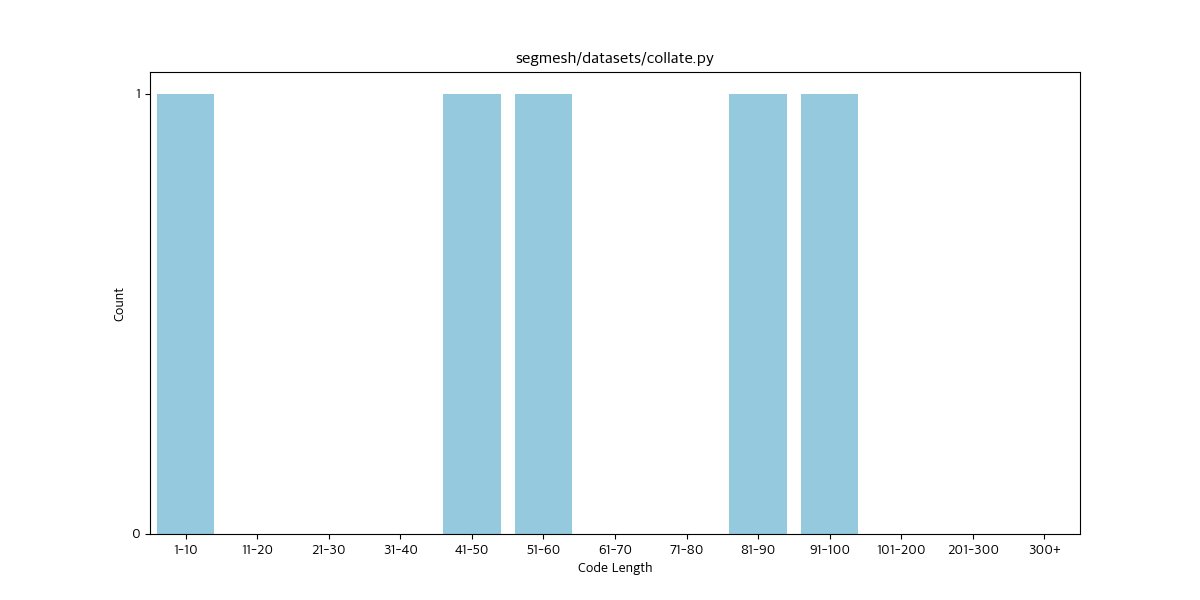 segmesh/datasets/collate.py
1
0
Count
1-10 11-20 21-30 31-40 41-50 51-60 61-70 71-80 81-90 91-100 101-200 201-300 300+
Code Length